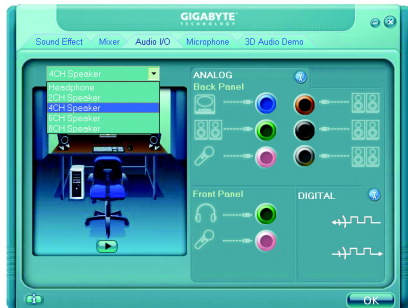 GIGABYTE
TECHNOLOGY
Sound Effect
Mixer
Audio I/O
Microphone
3D Audio Demo
4CH Speaker
Headphone
2CH Speaker
4CH Speaker
6CH Speaker
8CH Speaker
ANALOG
Back Panel
Front Panel
DIGITAL
OK